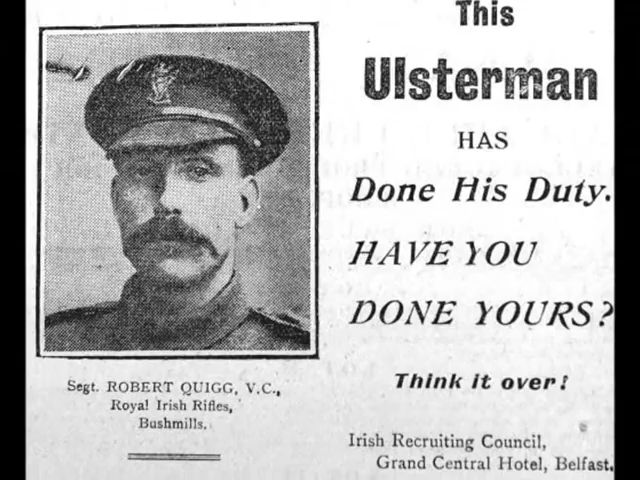 This
Ulsterman
HAS
Done His Duty.
HAVE YOU
DONE YOURS?
Think it over!
Irish Recruiting Council,
Grand Central Hotel, Belfast.
Segt. ROBERT QUIGG, V.C.,
Royal Irish Rifles,
Bushmills.